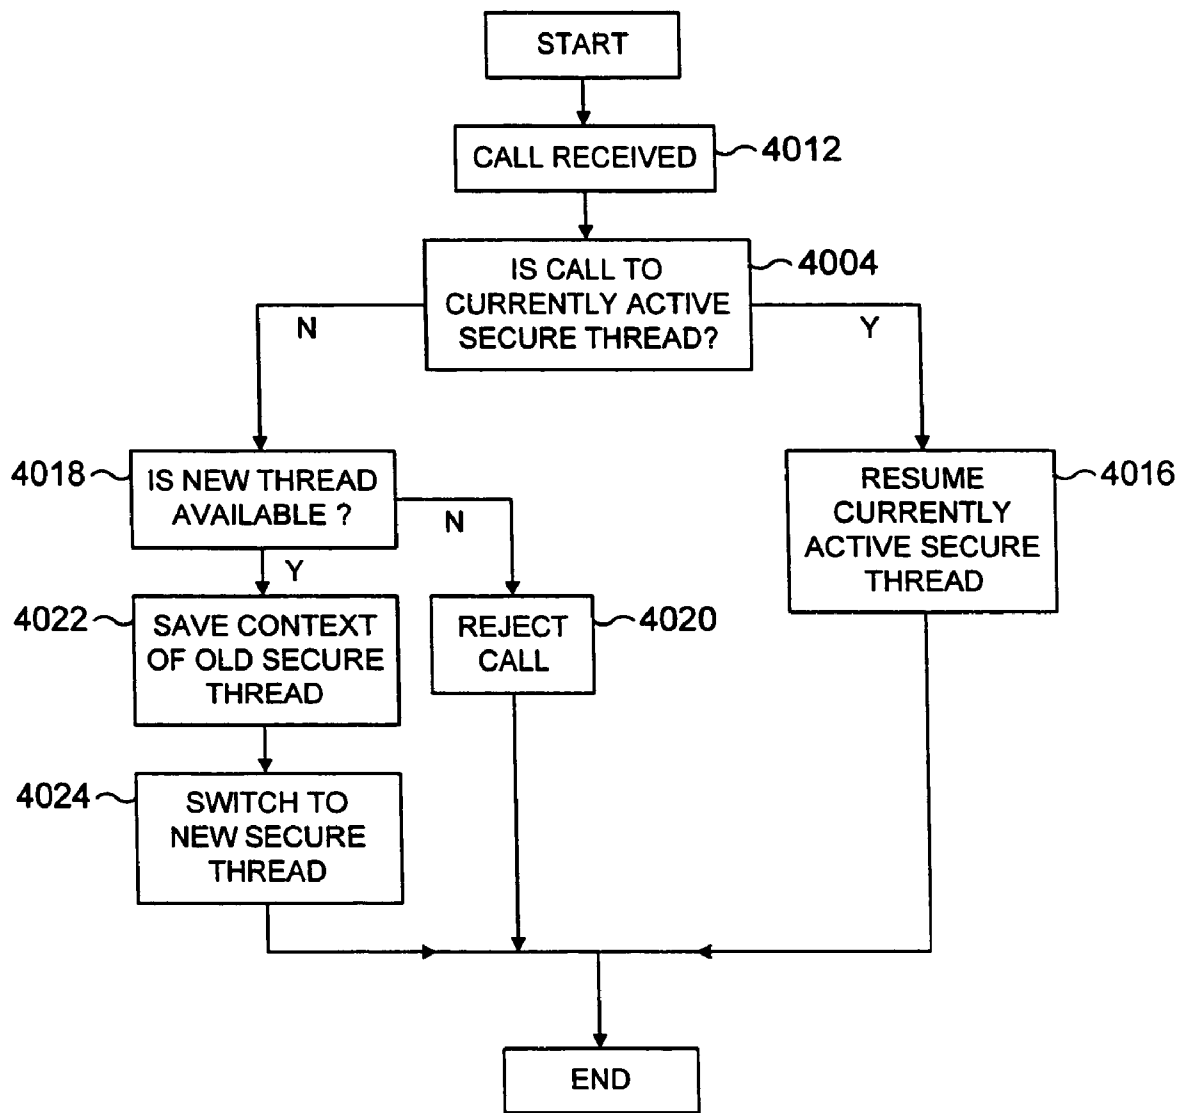 START
CALL RECEIVED
4012
IS CALL TO
CURRENTLY ACTIVE
SECURE THREAD?
4004
N
Y
4018
IS NEW THREAD
AVAILABLE ?
N
Y
RESUME
CURRENTLY
ACTIVE SECURE
THREAD
4016
4022
SAVE CONTEXT
OF OLD SECURE
THREAD
REJECT
CALL
4020
4024
SWITCH TO
NEW SECURE
THREAD
END